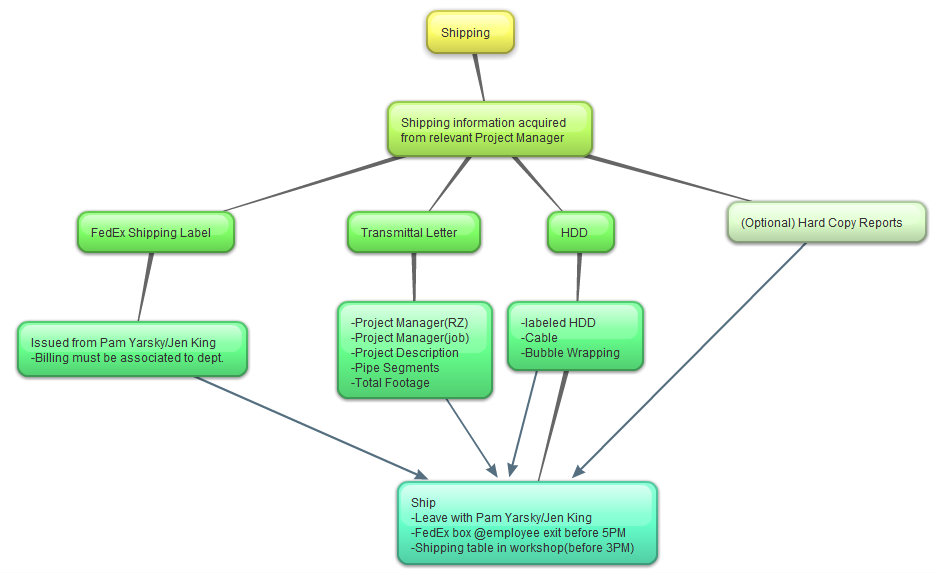 Shipping
Shipping information acquired
from relevant Project Manager
FedEx Shipping Label
Transmittal Letter
HDD
(Optional) Hard Copy Reports
Issued from Pam Yarsky/Jen King
-Billing must be associated to dept.
-Project Manager(RZ)
-Project Manager(job)
-Project Description
-Pipe Segments
-Total Footage
-labeled HDD
-Cable
-Bubble Wrapping
Ship
-Leave with Pam Yarsky/Jen King
-FedEx box @employee exit before 5PM
-Shipping table in workshop(before 3PM)